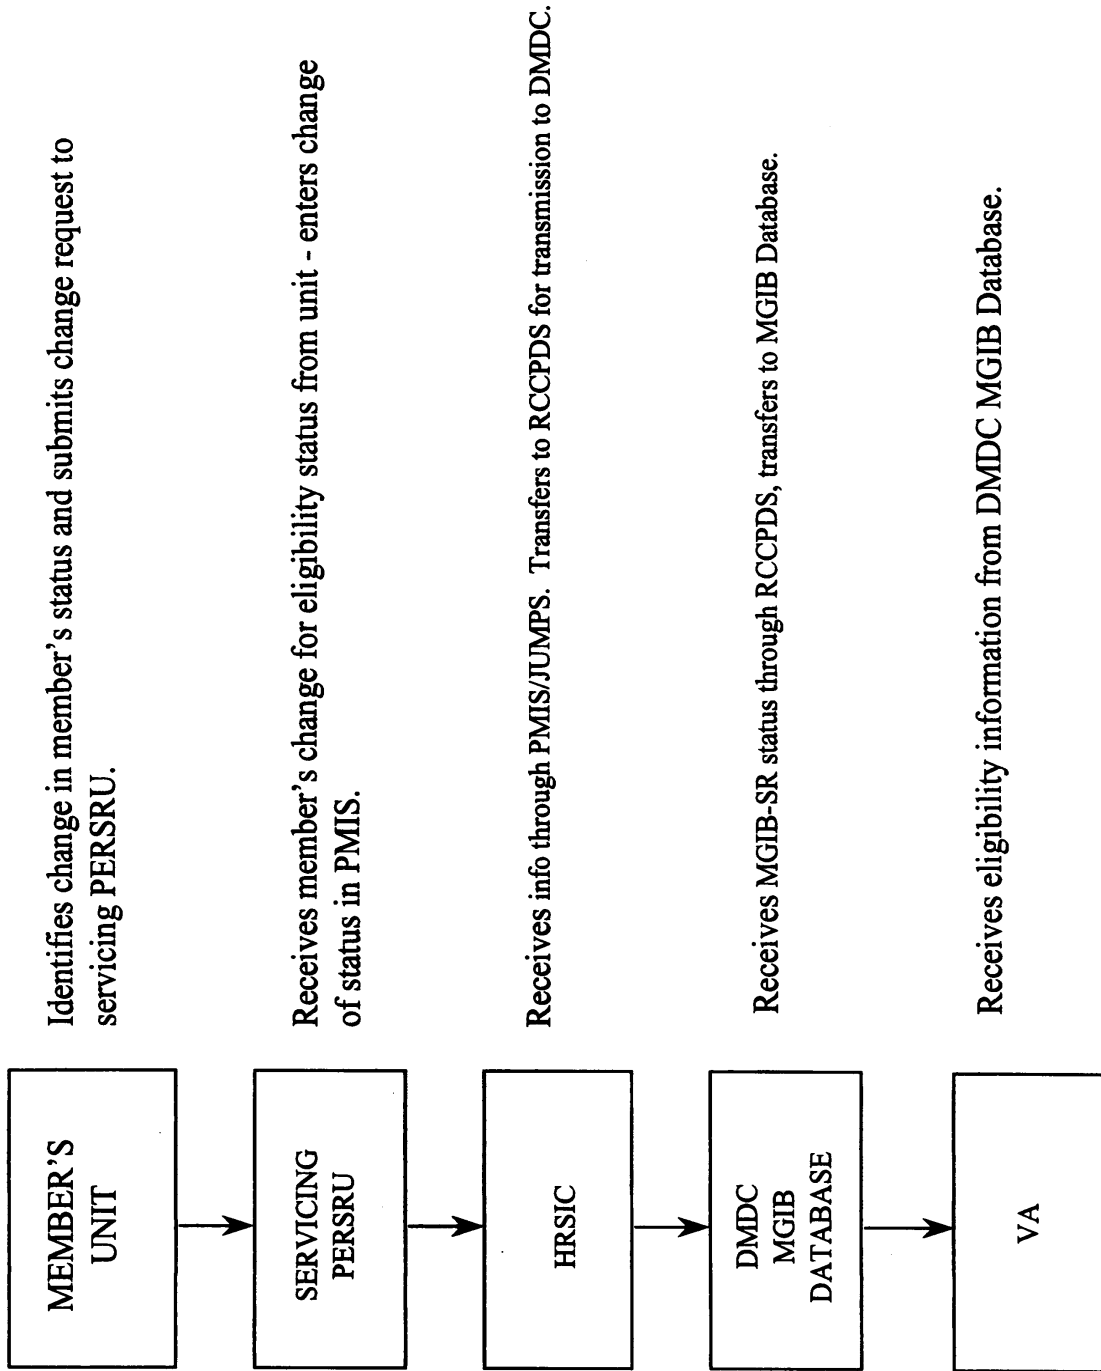 MEMBER'S
UNIT
Identifies change in member's status and submits change request to
servicing PERSRU.
SERVICING
PERSRU
Receives member's change for eligibility status from unit - enters change
of status in PMIS.
HRSIC
Receives info through PMIS/JUMPS. Transfers to RCCPDS for transmission to DMDC.
DMDC
MGIB
DATABASE
Receives MGIB-SR status through RCCPDS, transfers to MGIB Database.
VA
Receives eligibility information from DMDC MGIB Database.